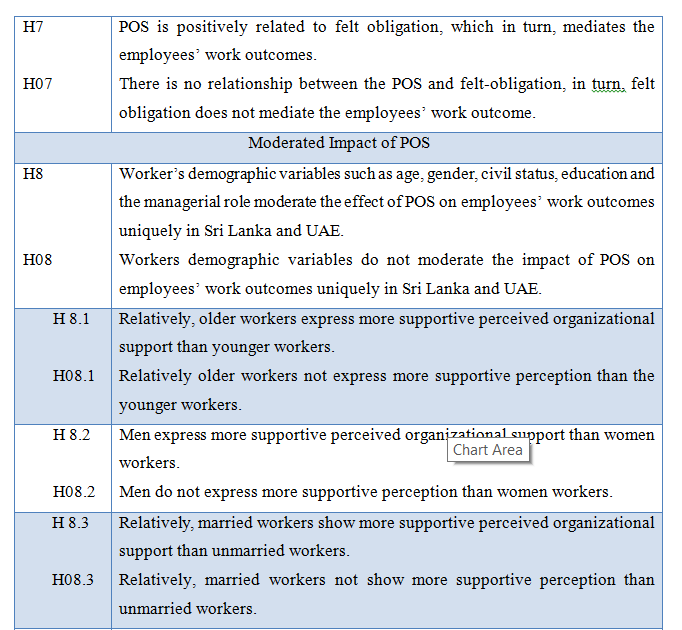 H7 POS is positively related to felt obligation, which in turn, mediates the
employees’ work outcomes.
H07 There is no relationship between the POS and felt-obligation, in turn, felt
obligation does not mediate the employees’ work outcome.
Moderated Impact of POS
H8 Worker’s demographic variables such as age, gender, civil status, education and
the managerial role moderate the effect of POS on employees’ work outcomes
uniquely in Sri Lanka and UAE.
H08 Workers demographic variables do not moderate the impact of POS on
employees’ work outcomes uniquely in Sri Lanka and UAE.
H 8.1 Relatively, older workers express more supportive perceived organizational
support than younger workers.
H08.1 Relatively older workers not express more supportive perception than the
younger workers.
H 8.2 Men express more supportive perceived organizational support than women
Chart Area
workers.
H08.2 Men do not express more supportive perception than women workers.
H 8.3 Relatively, married workers show more supportive perceived organizational
support than unmarried workers.
H08.3 Relatively, married workers not show more supportive perception than
unmarried workers.